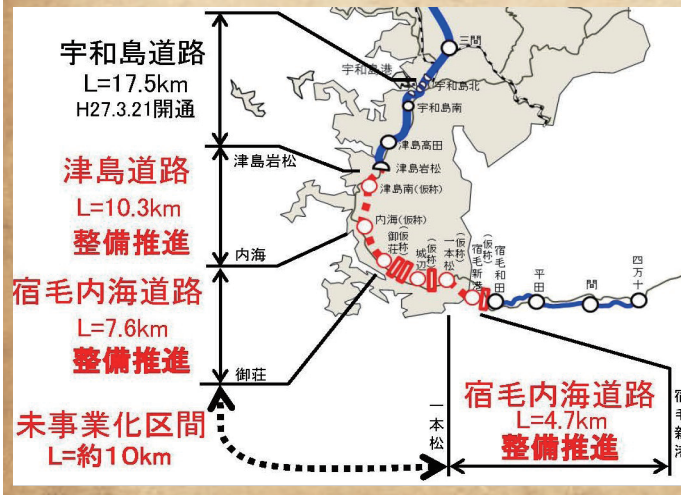 宇和島道路
L=17.5km
H27.3.21開通
津島道路
L=10.3km
整備推進
宿毛内海道路
L=7.6km
整備推進
未事業化区間
L=約10km
津島岩松
内海
御荘
三間
宇和島港
宇和島北
宇和島南
津島高田
津島岩松
津島南(仮称)
内海(仮称)
御荘(仮称)
城辺(仮称)
一本松(仮称)
宿毛新港(仮称)
宿毛和田
平田
間
四万十
一本松
宿毛内海道路
L=4.7km
整備推進
宿毛新港